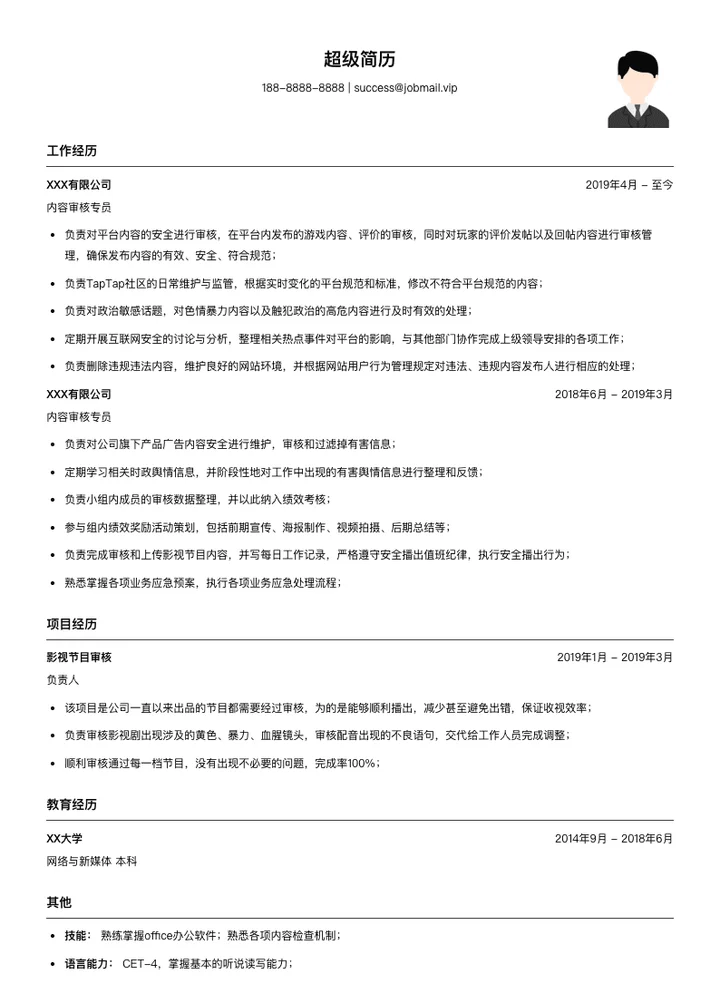 超级简历
188-8888-8888 | success@jobmail.vip
工作经历
XXX有限公司 2019年4月 – 至今
内容审核专员
• 负责对平台内容的安全进行审核，在平台内发布的游戏内容、评价的审核，同时对玩家的评价发帖以及回帖内容进行审核管
理，确保发布内容的有效、安全、符合规范；
• 负责TapTap社区的日常维护与监管，根据实时变化的平台规范和标准，修改不符合平台规范的内容；
• 负责对政治敏感话题，对色情暴力内容以及触犯政治的高危内容进行及时有效的处理；
• 定期开展互联网安全的讨论与分析，整理相关热点事件对平台的影响，与其他部门协作完成上级领导安排的各项工作；
• 负责删除违规违法内容，维护良好的网站环境，并根据网站用户行为管理规定对违法、违规内容发布人进行相应的处理；
XXX有限公司 2018年6月 – 2019年3月
内容审核专员
• 负责对公司旗下产品广告内容安全进行维护，审核和过滤掉有害信息；
• 定期学习相关时政舆情信息，并阶段性地对工作中出现的有害舆情信息进行整理和反馈；
• 负责小组内成员的审核数据整理，并以此纳入绩效考核；
• 参与组内绩效奖励活动策划，包括前期宣传、海报制作、视频拍摄、后期总结等；
• 负责完成审核和上传影视节目内容，并写每日工作记录，严格遵守安全播出值班纪律，执行安全播出行为；
• 熟悉掌握各项业务应急预案，执行各项业务应急处理流程；
项目经历
影视节目审核 2019年1月 – 2019年3月
负责人
• 该项目是公司一直以来出品的节目都需要经过审核，为的是能够顺利播出，减少甚至避免出错，保证收视效率；
• 负责审核影视剧出现涉及的黄色、暴力、血腥镜头，审核配音出现的不良语句，交代给工作人员完成调整；
• 顺利审核通过每一档节目，没有出现不必要的问题，完成率100%；
教育经历
XX大学 2014年9月 – 2018年6月
网络与新媒体 本科
其他
• 技能： 熟练掌握office办公软件；熟悉各项内容检查机制；
• 语言能力： CET-4，掌握基本的听说读写能力；